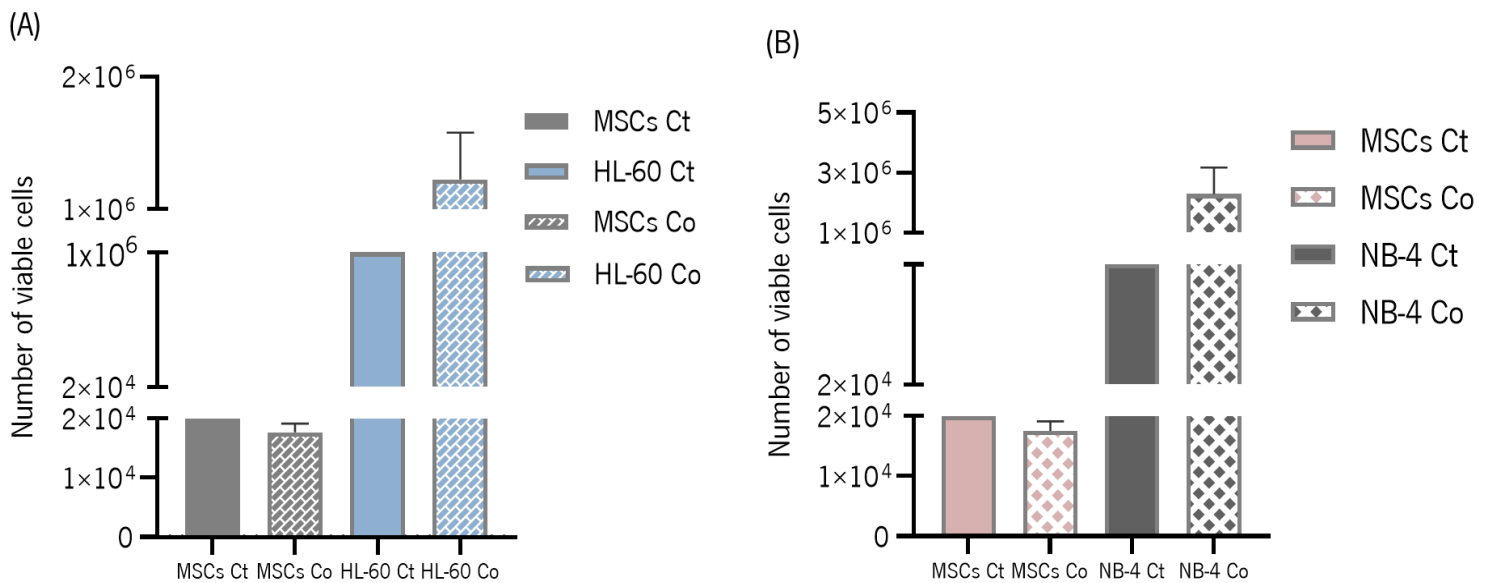 (A)
Number of viable cells
2×10⁶
1×10⁶
1x10⁶
2×10⁴
2×10⁴
1×10⁴
0
MSCs Ct MSCs Co HL-60 Ct HL-60 Co
MSCs Ct
HL-60 Ct
MSCs Co
HL-60 Co
(B)
Number of viable cells
5×10⁶
3×10⁶
1×10⁶
2×10⁴
2×10⁴
1×10⁴
0
MSCs Ct MSCs Co NB-4 Ct NB-4 Co
MSCs Ct
MSCs Co
NB-4 Ct
NB-4 Co